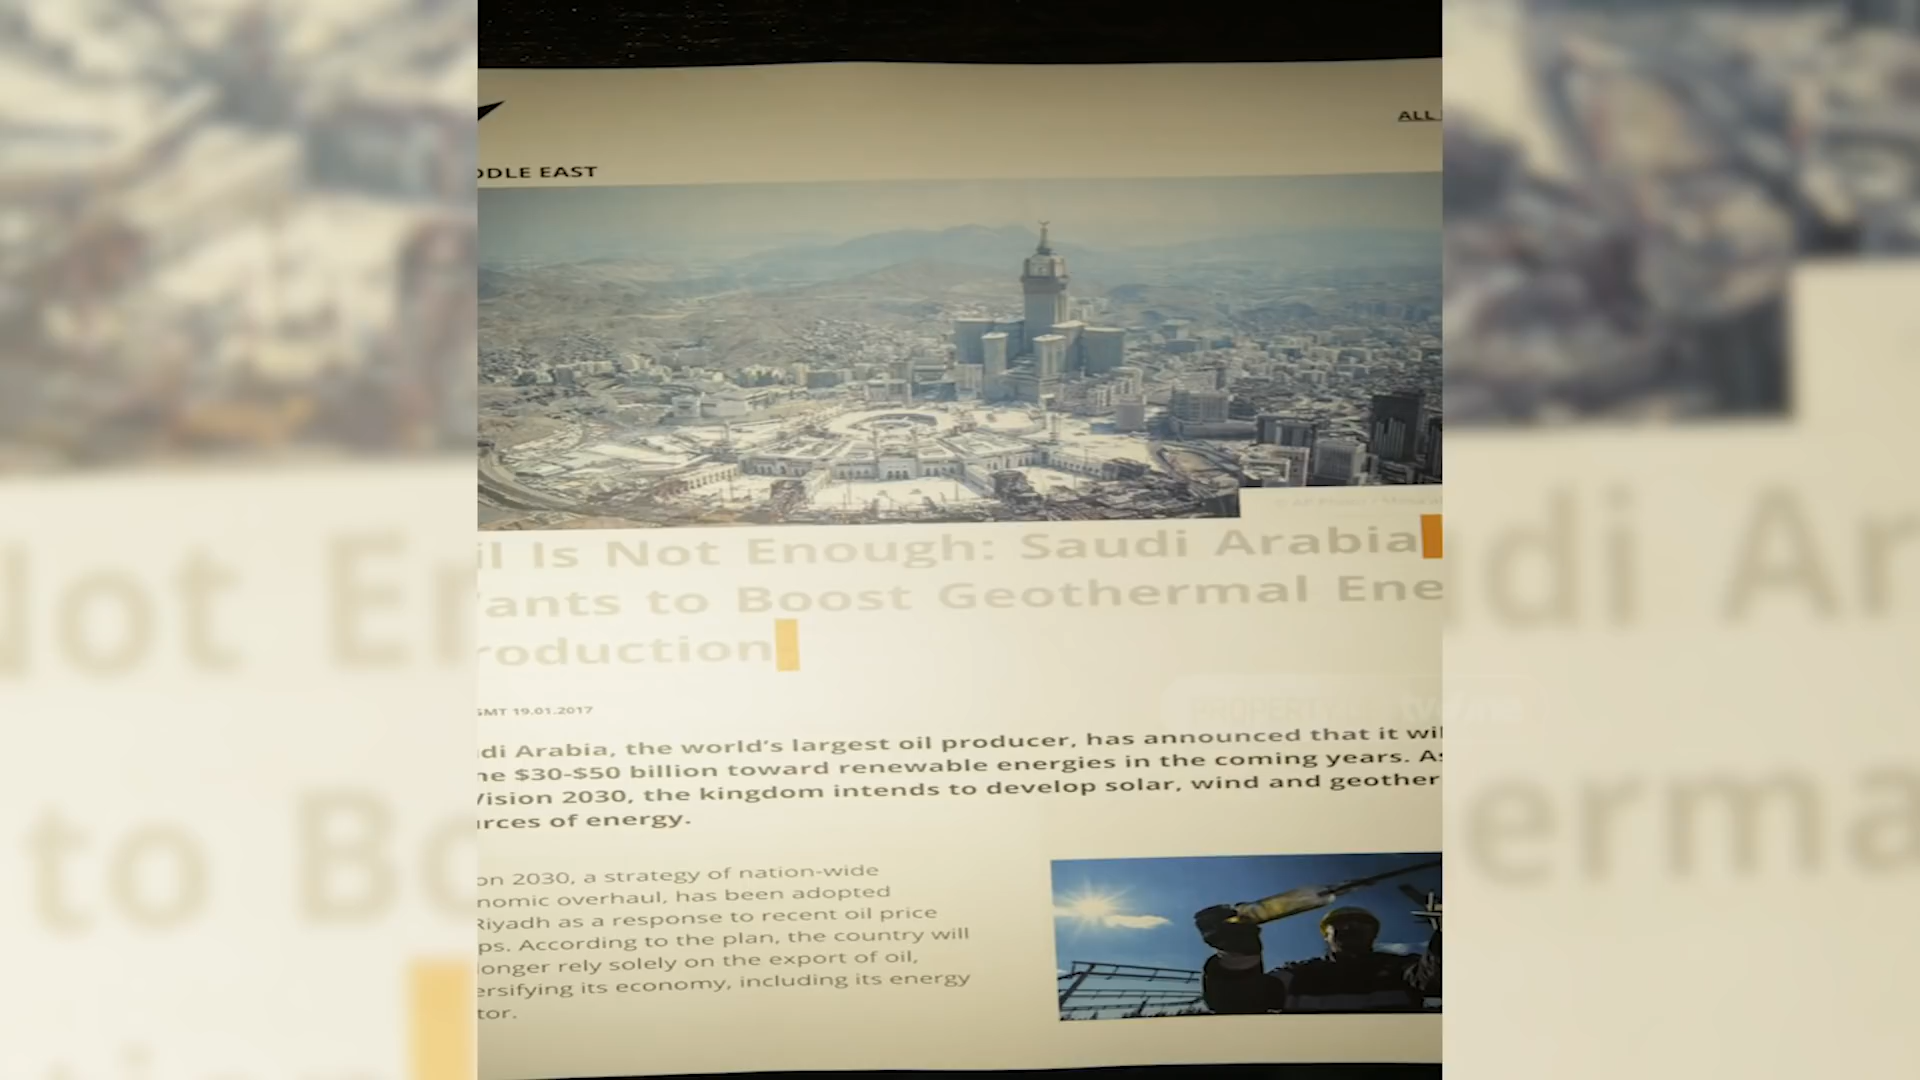 ALL
DDLE EAST
il Is Not Enough: Saudi Arabia
ants to Boost Geothermal Ene
roduction
GMT 19.01.2017
di Arabia, the world's largest oil producer, has announced that it wil
ne $30-$50 billion toward renewable energies in the coming years. As
Vision 2030, the kingdom intends to develop solar, wind and geother
urces of energy.
on 2030, a strategy of nation-wide
nomic overhaul, has been adopted
Riyadh as a response to recent oil price
ps. According to the plan, the country will
longer rely solely on the export of oil,
ersifying its economy, including its energy
tor.